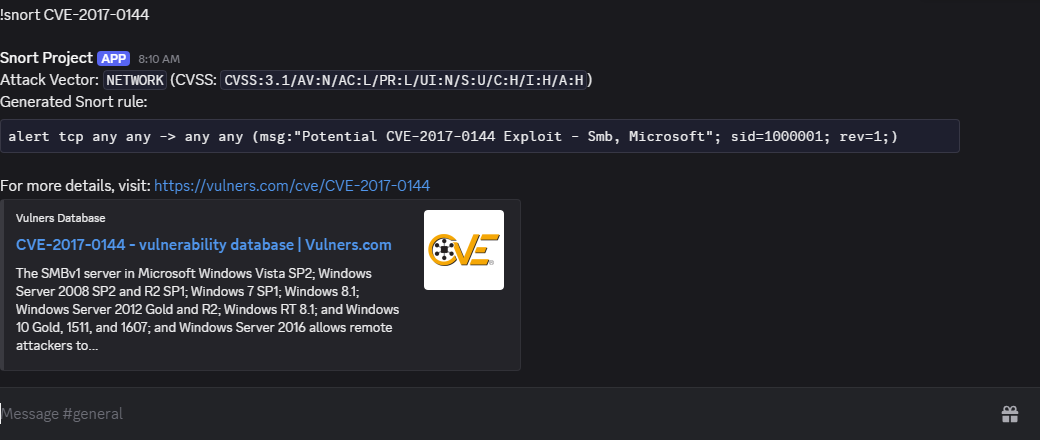 !snort CVE-2017-0144
Snort Project APP 8:10 AM
Attack Vector: NETWORK (CVSS: CVSS:3.1/AV:N/AC:L/PR:L/UI:N/S:U/C:H/I:H/A:H)
Generated Snort rule:
alert tcp any any -> any any (msg:"Potential CVE-2017-0144 Exploit - Smb, Microsoft"; sid=1000001; rev=1;)
For more details, visit: https://vulners.com/cve/CVE-2017-0144
Vulners Database
CVE-2017-0144 - vulnerability database | Vulners.com
CVE
The SMBv1 server in Microsoft Windows Vista SP2; Windows
Server 2008 SP2 and R2 SP1; Windows 7 SP1; Windows 8.1;
Windows Server 2012 Gold and R2; Windows RT 8.1; and Windows
10 Gold, 1511, and 1607; and Windows Server 2016 allows remote
attackers to...
Message #general